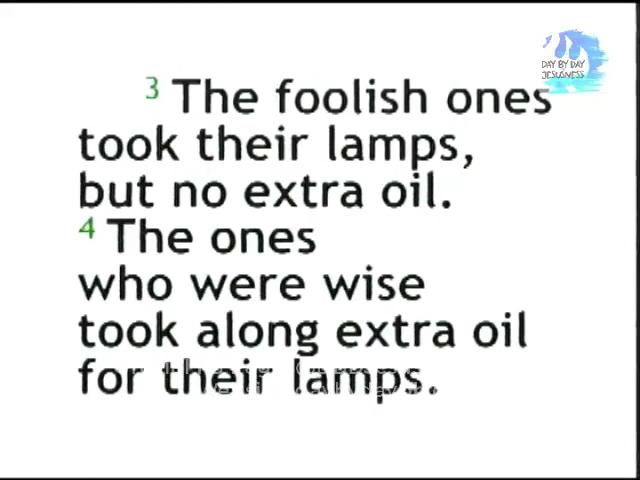 DAY BY DAY
JESUSNESS
3 The foolish ones
took their lamps,
but no extra oil.
4 The ones
who were wise
took along extra oil
for their lamps.